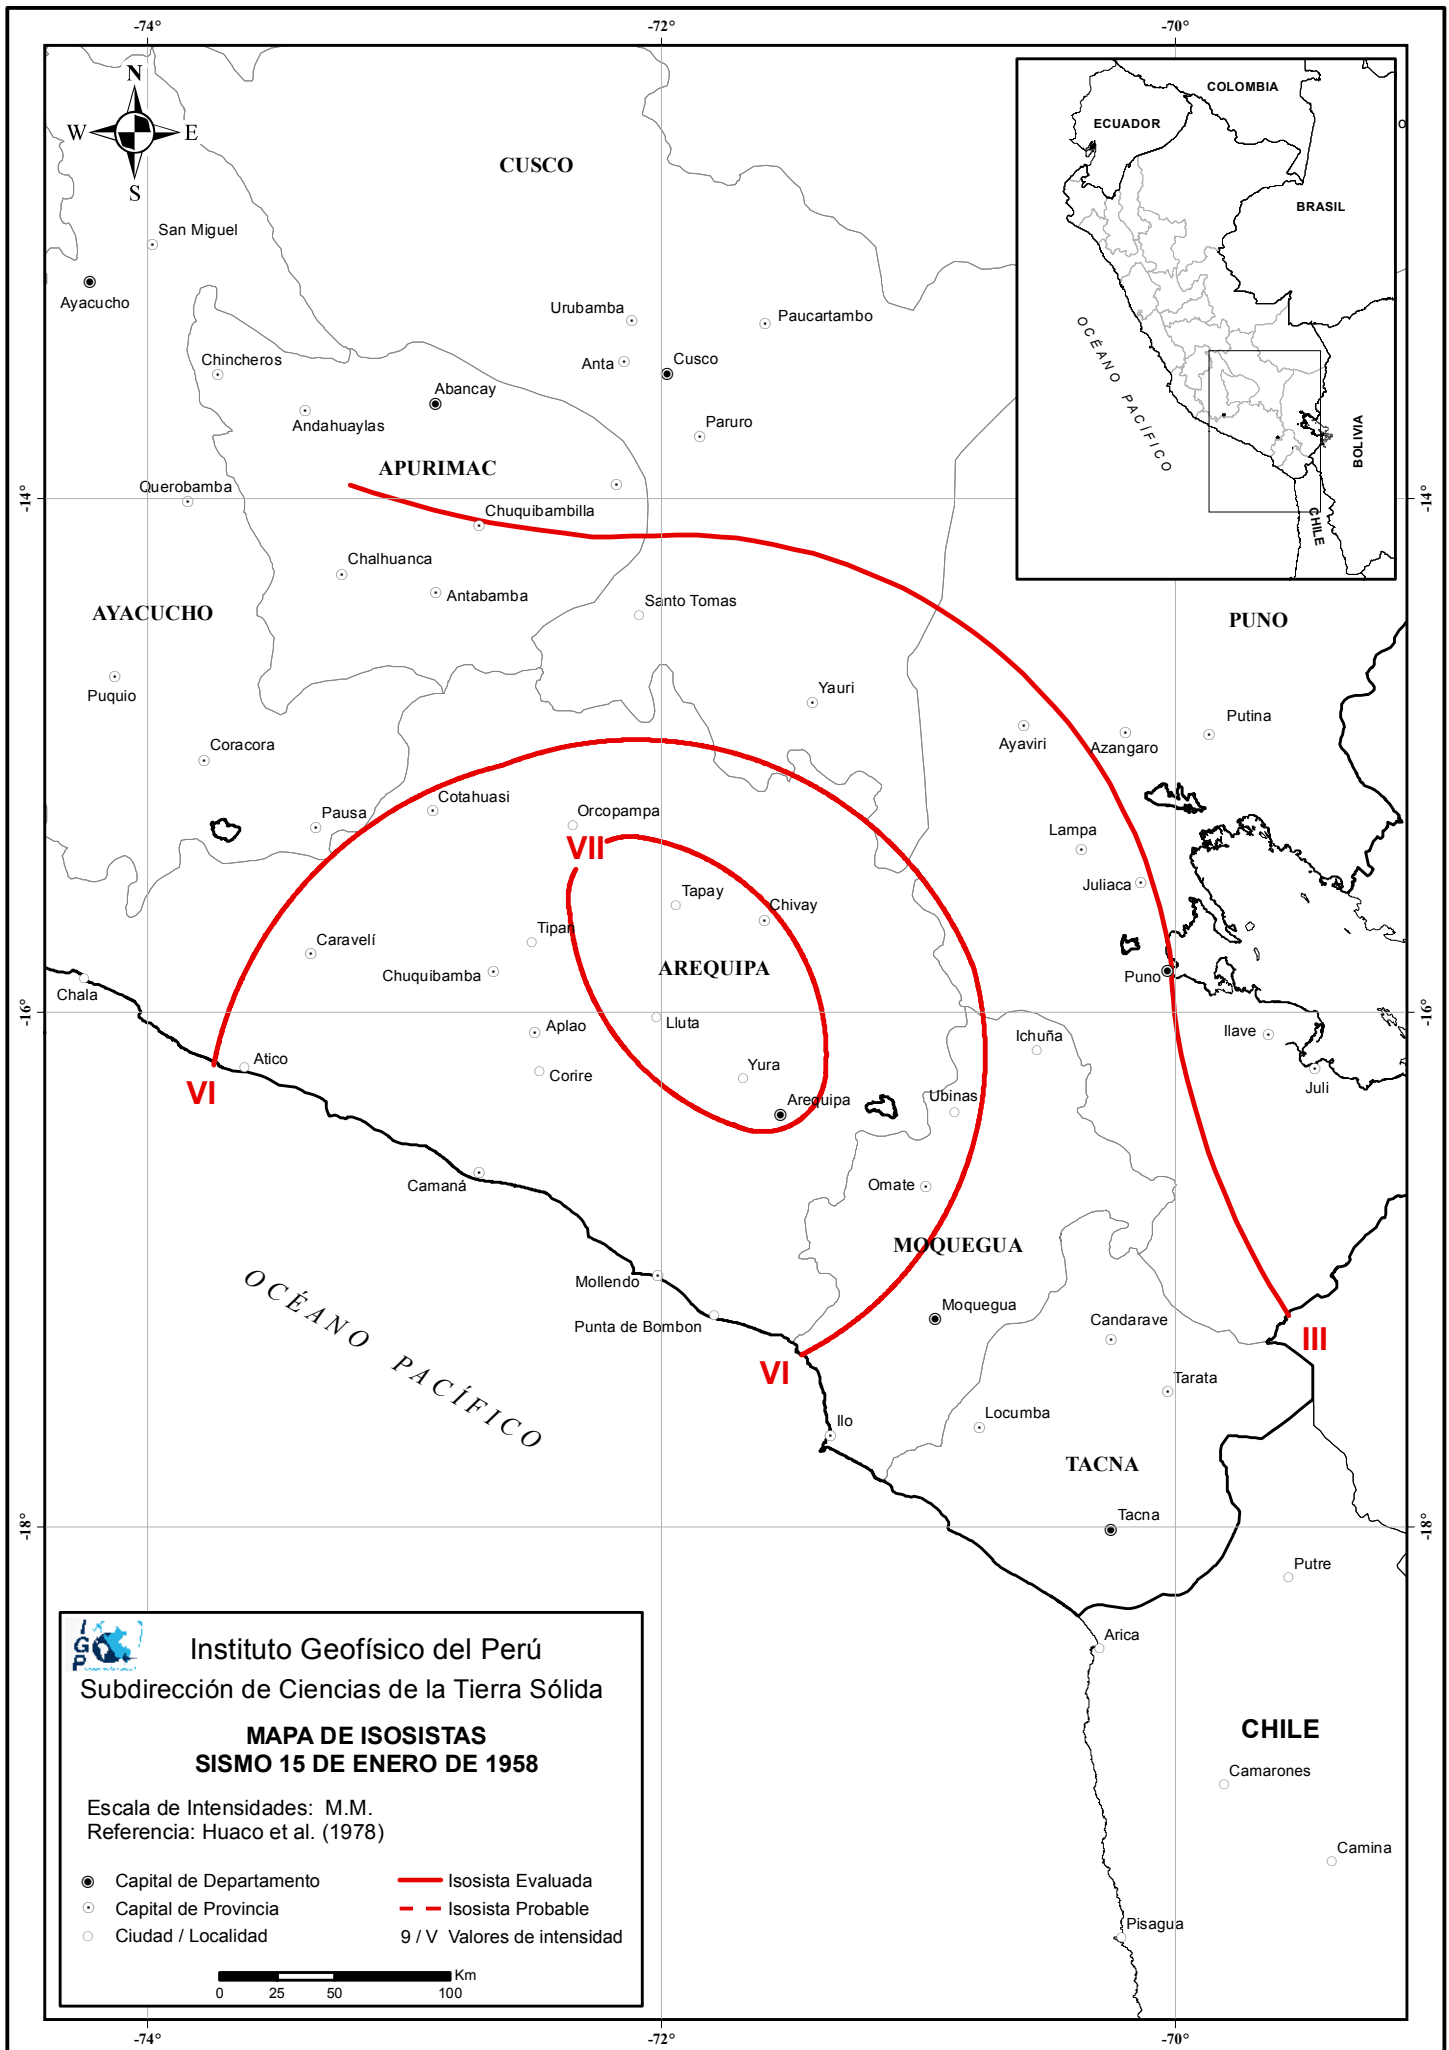 -74°
-72°
-70°
N
W
E
S
CUSCO
San Miguel
Ayacucho
Urubamba
Paucartambo
Chincheros
Anta
Cusco
Abancay
Andahuaylas
Paruro
APURIMAC
-14°
-14°
Querobamba
Chuquibambilla
Chalhuanca
Antabamba
Santo Tomas
AYACUCHO
PUNO
Puquio
Yauri
Putina
Coracora
Ayaviri
Azangaro
Cotahuasi
Pausa
Orcopampa
Lampa
VII
Juliaca
Tapay
Chivay
Tipan
Caravelí
Chuquibamba
AREQUIPA
Puno
Chala
-16°
-16°
Lluta
Aplao
Ichuña
Ilave
Atico
Corire
Yura
Juli
VI
Arequipa
Ubinas
Camaná
Omate
MOQUEGUA
Mollendo
OCÉANO PACÍFICO
Punta de Bombon
Moquegua
Candarave
III
VI
Tarata
Ilo
Locumba
TACNA
Tacna
-18°
-18°
Putre
Arica
CHILE
Camarones
Camina
Pisagua
COLOMBIA
ECUADOR
O
BRASIL
OCÉANO PACÍFICO
BOLIVIA
CHILE
IGP
Instituto Geofísico del Perú
Subdirección de Ciencias de la Tierra Sólida
MAPA DE ISOSISTAS
SISMO 15 DE ENERO DE 1958
Escala de Intensidades: M.M.
Referencia: Huaco et al. (1978)
Capital de Departamento
Isosista Evaluada
Capital de Provincia
Isosista Probable
Ciudad / Localidad
9 / V Valores de intensidad
Km
0 25 50 100
-74°
-72°
-70°